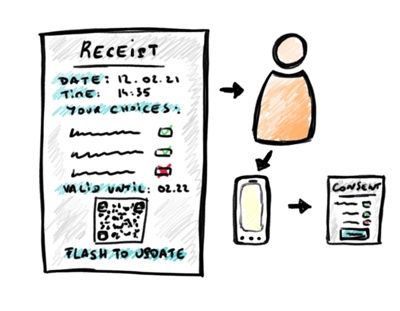 RECEIPT
DATE: 12.02.21
TIME: 14:35
YOUR CHOICES:
VALID UNTIL: 02.22
FLASH TO UPDATE
CONSENT